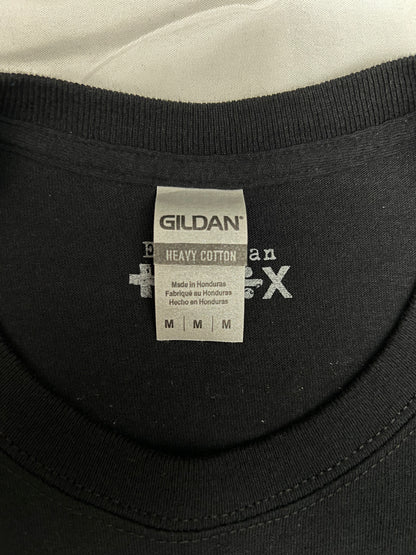 GILDAN®
HEAVY COTTON
Made in Honduras
Fabriqué au Honduras
Hecho en Honduras
M | M | M
X